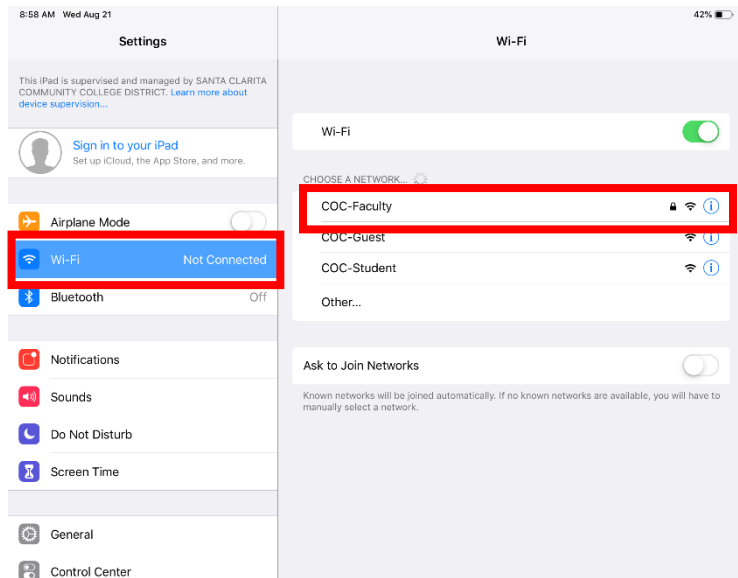 8:58 AM Wed Aug 21
42%
Settings
Wi-Fi
This iPad is supervised and managed by SANTA CLARITA
COMMUNITY COLLEGE DISTRICT. Learn more about
device supervision...
Sign in to your iPad
Set up iCloud, the App Store, and more.
Airplane Mode
Wi-Fi Not Connected
Bluetooth Off
Notifications
Sounds
Do Not Disturb
Screen Time
General
Control Center
Wi-Fi
CHOOSE A NETWORK...
COC-Faculty
COC-Guest
COC-Student
Other...
Ask to Join Networks
Known networks will be joined automatically. If no known networks are available, you will have to
manually select a network.